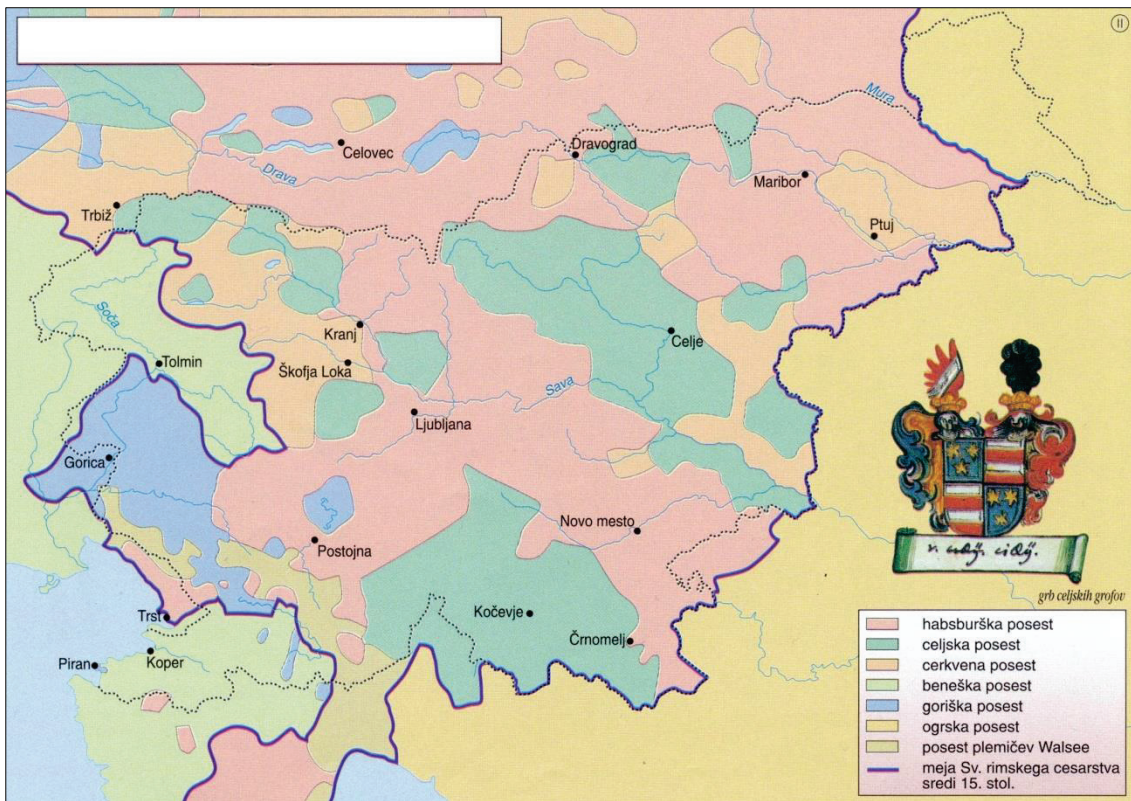 II
Mura
Dravograd
Celovec
Drava
Maribor
Trbiž
Ptuj
Soča
Kranj
Celje
Tolmin
Škofja Loka
Sava
Ljubljana
Gorica
Novo mesto
Postojna
grb celjskih grofov
Kočevje
Trst
Črnomelj
Koper
Piran
habsburška posest
celjska posest
cerkvena posest
beneška posest
goriška posest
ogrska posest
posest plemičev Walsee
meja Sv. rimskega cesarstva
sredi 15. stol.